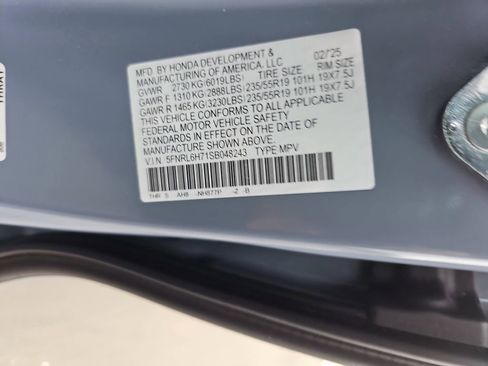 MFD. BY HONDA DEVELOPMENT & 02/25
MANUFACTURING OF AMERICA, LLC
GVWR 2730 KG (6019LBS) TIRE SIZE RIM SIZE
GAWR F 1310 KG (2888LBS) 235/55R19 101H 19X7.5J
GAWR R 1465 KG (3230LBS) 235/55R19 101H 19X7.5J
THIS VEHICLE CONFORMS TO ALL APPLICABLE
FEDERAL MOTOR VEHICLE SAFETY
STANDARDS IN EFFECT ON THE DATE OF
MANUFACTURE SHOWN ABOVE.
V.I.N: 5FNRL6H71SB048243 TYPE MPV
THR S AH8 NH877P -Z -B